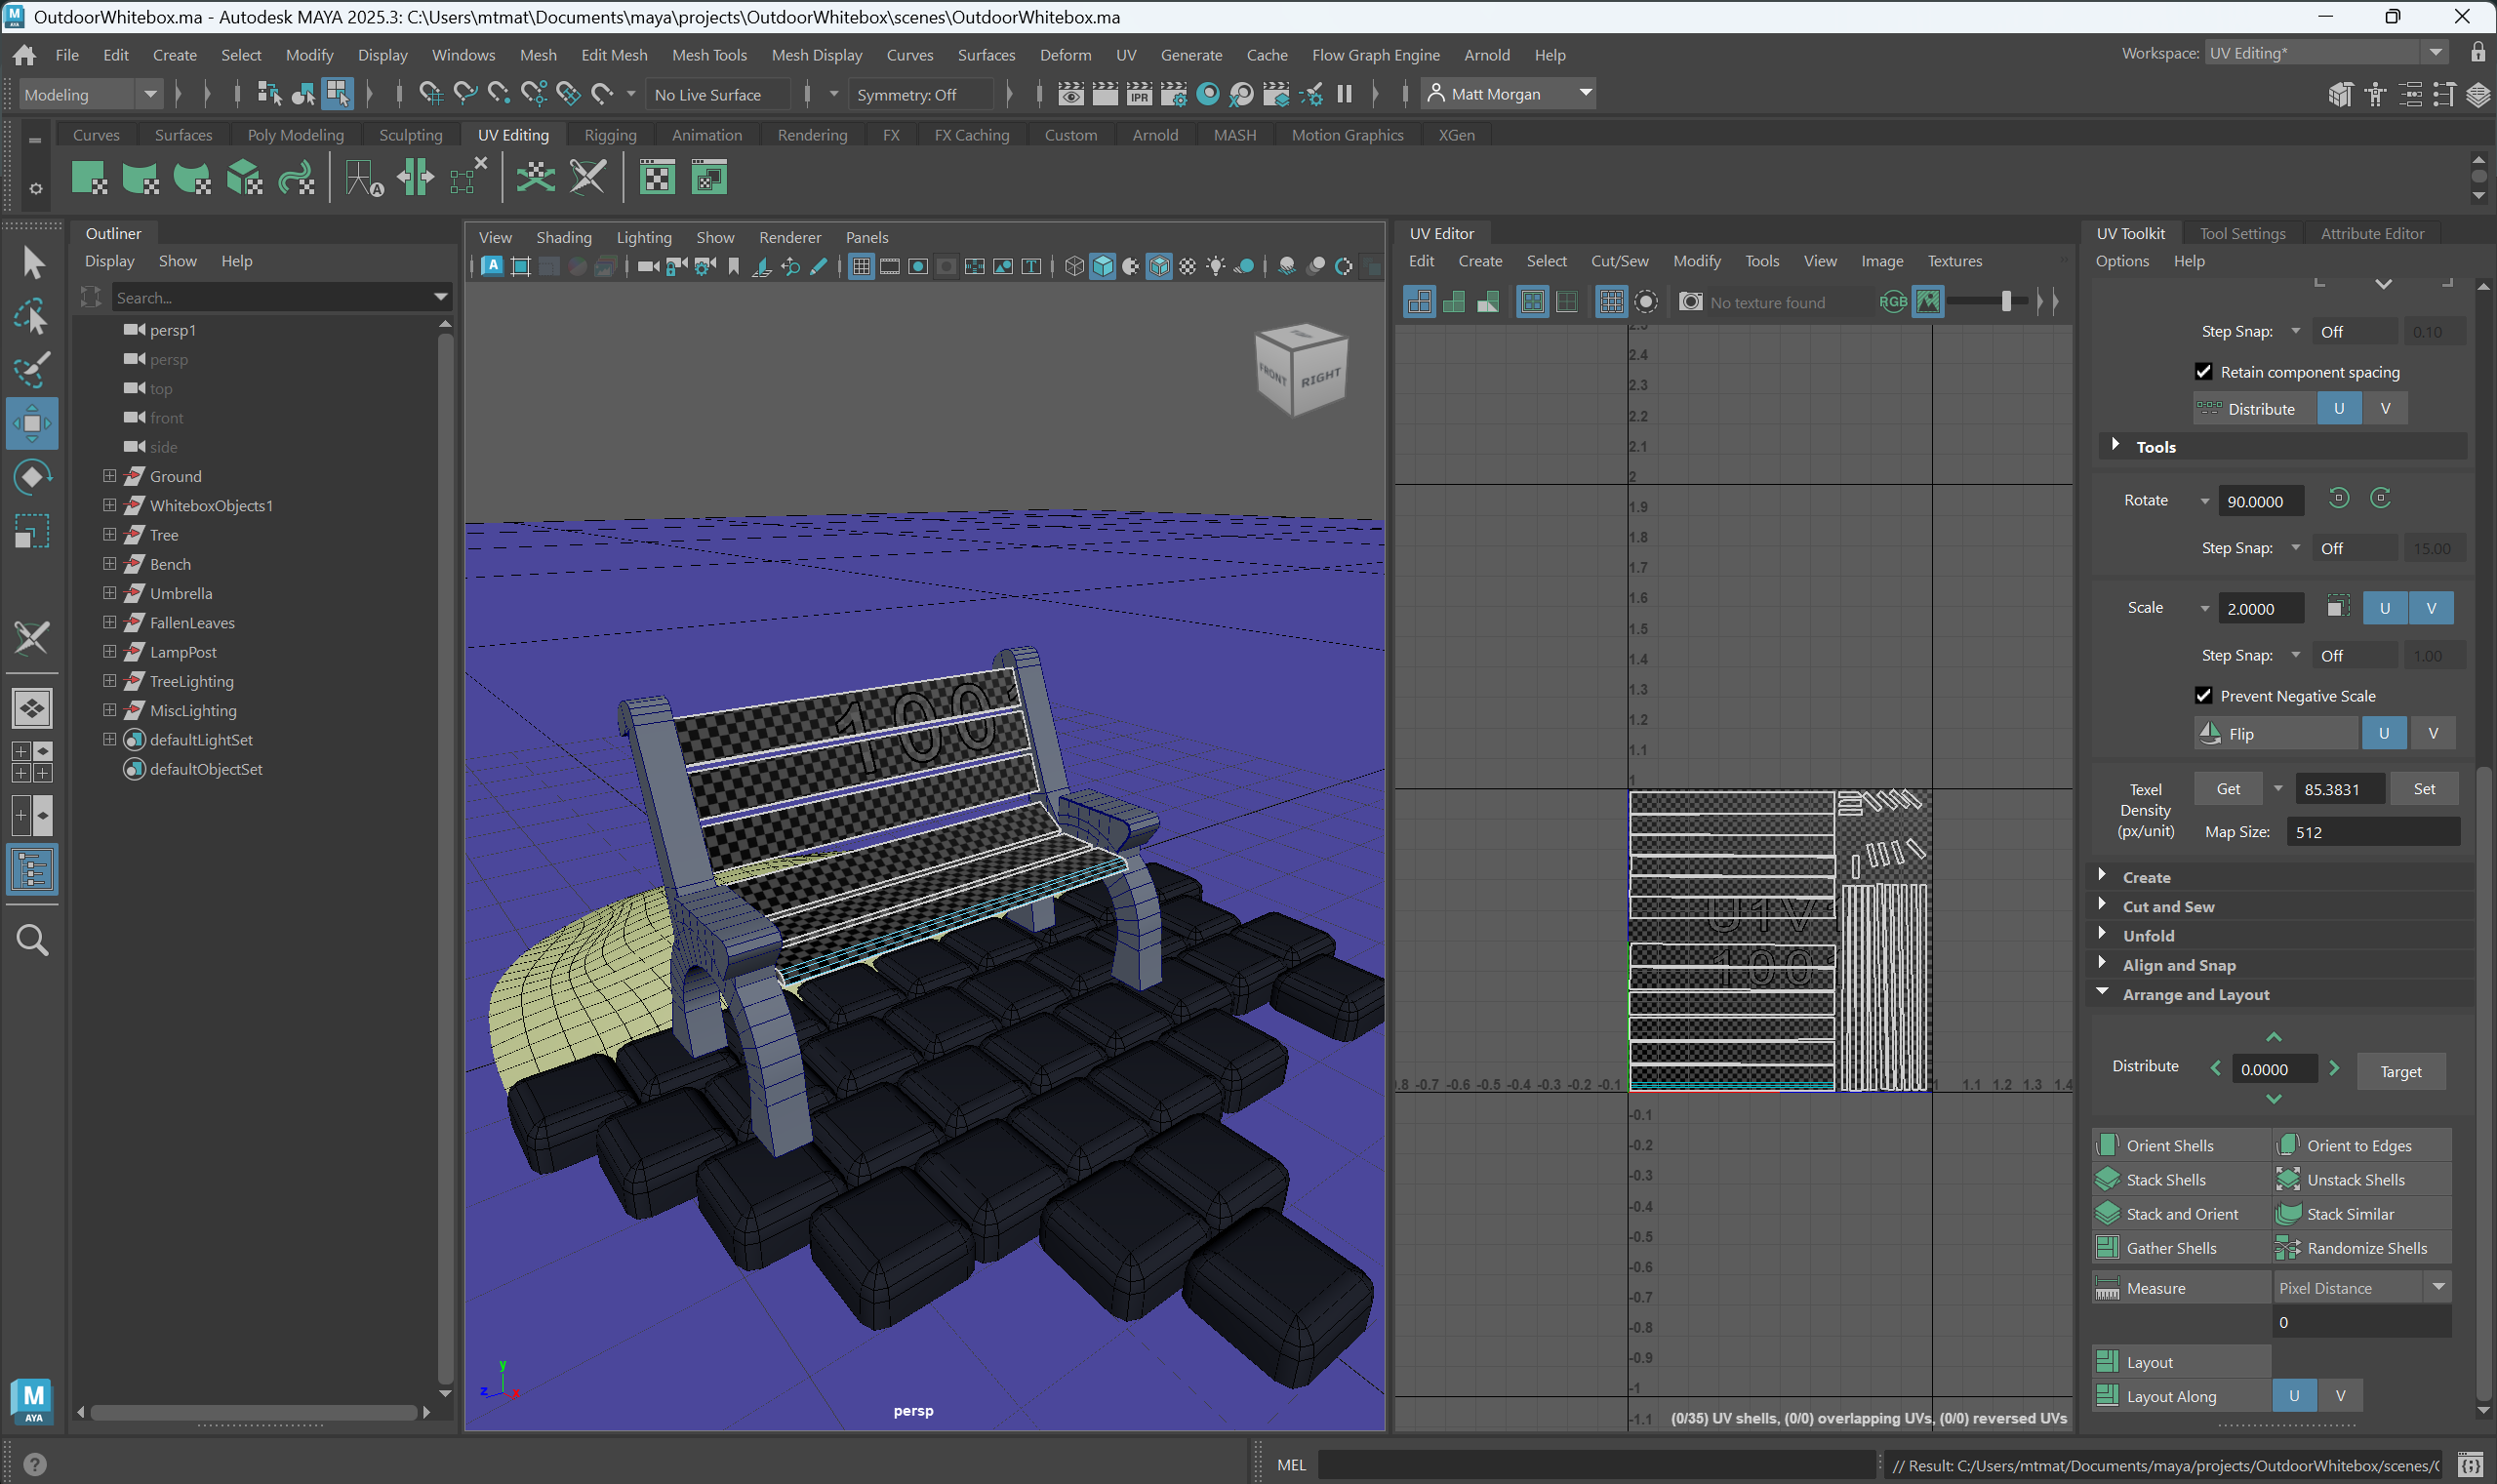 OutdoorWhitebox.ma - Autodesk MAYA 2025.3: C:\Users\mtmat\Documents\maya\projects\OutdoorWhitebox\scenes\OutdoorWhitebox.ma
File Edit Create Select Modify Display Windows Mesh Edit Mesh Mesh Tools Mesh Display Curves Surfaces Deform UV Generate Cache Flow Graph Engine Arnold Help
Workspace: UV Editing*
Modeling
No Live Surface
Symmetry: Off
IPR
Matt Morgan
Curves Surfaces Poly Modeling Sculpting UV Editing Rigging Animation Rendering FX FX Caching Custom Arnold MASH Motion Graphics XGen
Outliner
Display Show Help
Search...
persp1
persp
top
front
side
Ground
WhiteboxObjects1
Tree
Bench
Umbrella
FallenLeaves
LampPost
TreeLighting
MiscLighting
defaultLightSet
defaultObjectSet
View Shading Lighting Show Renderer Panels
FRONT RIGHT
1001
y
z x
persp
UV Editor
Edit Create Select Cut/Sew Modify Tools View Image Textures
No texture found
RGB
2.4
2.3
2.2
2.1
2
1.9
1.8
1.7
1.6
1.5
1.4
1.3
1.2
1.1
1
U1V1
1001
.8 -0.7 -0.6 -0.5 -0.4 -0.3 -0.2 -0.1 1 1.1 1.2 1.3 1.4
-0.1
-0.2
-0.3
-0.4
-0.5
-0.6
-0.7
-0.8
-0.9
-1
-1.1
(0/35) UV shells, (0/0) overlapping UVs, (0/0) reversed UVs
UV Toolkit Tool Settings Attribute Editor
Options Help
Step Snap: Off 0.10
Retain component spacing
Distribute U V
Tools
Rotate 90.0000
Step Snap: Off 15.00
Scale 2.0000 U V
Step Snap: Off 1.00
Prevent Negative Scale
Flip U V
Texel Density (px/unit) Get 85.3831 Set
Map Size: 512
Create
Cut and Sew
Unfold
Align and Snap
Arrange and Layout
Distribute 0.0000 Target
Orient Shells Orient to Edges
Stack Shells Unstack Shells
Stack and Orient Stack Similar
Gather Shells Randomize Shells
Measure Pixel Distance
0
Layout
Layout Along U V
M
AYA
MEL
// Result: C:/Users/mtmat/Documents/maya/projects/OutdoorWhitebox/scenes/